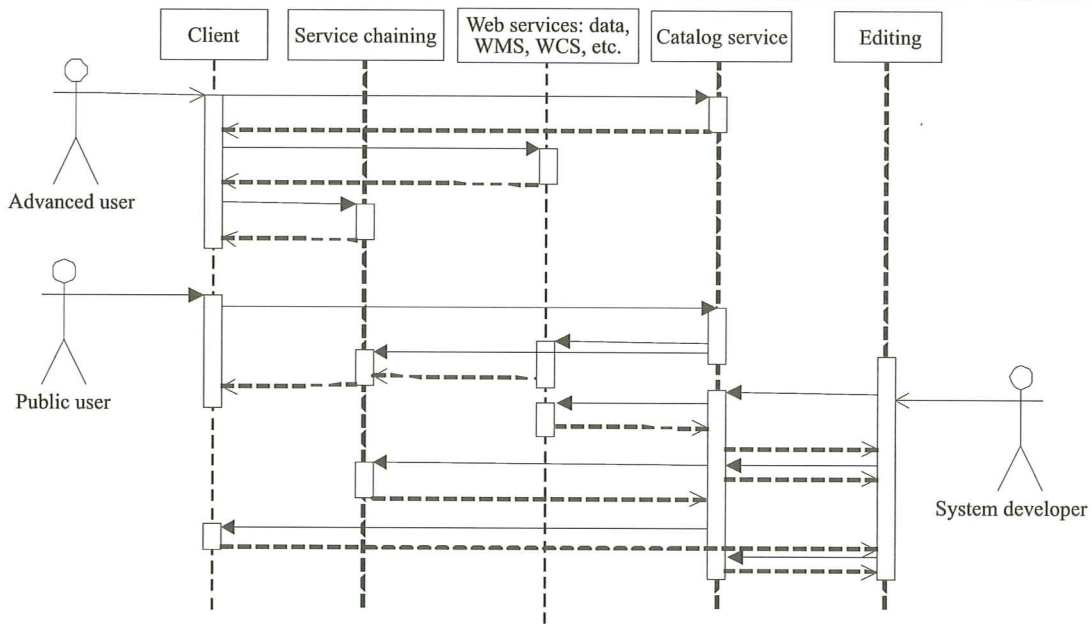 Client
Service chaining
Web services: data,
WMS, WCS, etc.
Catalog service
Editing
Advanced user
Public user
System developer